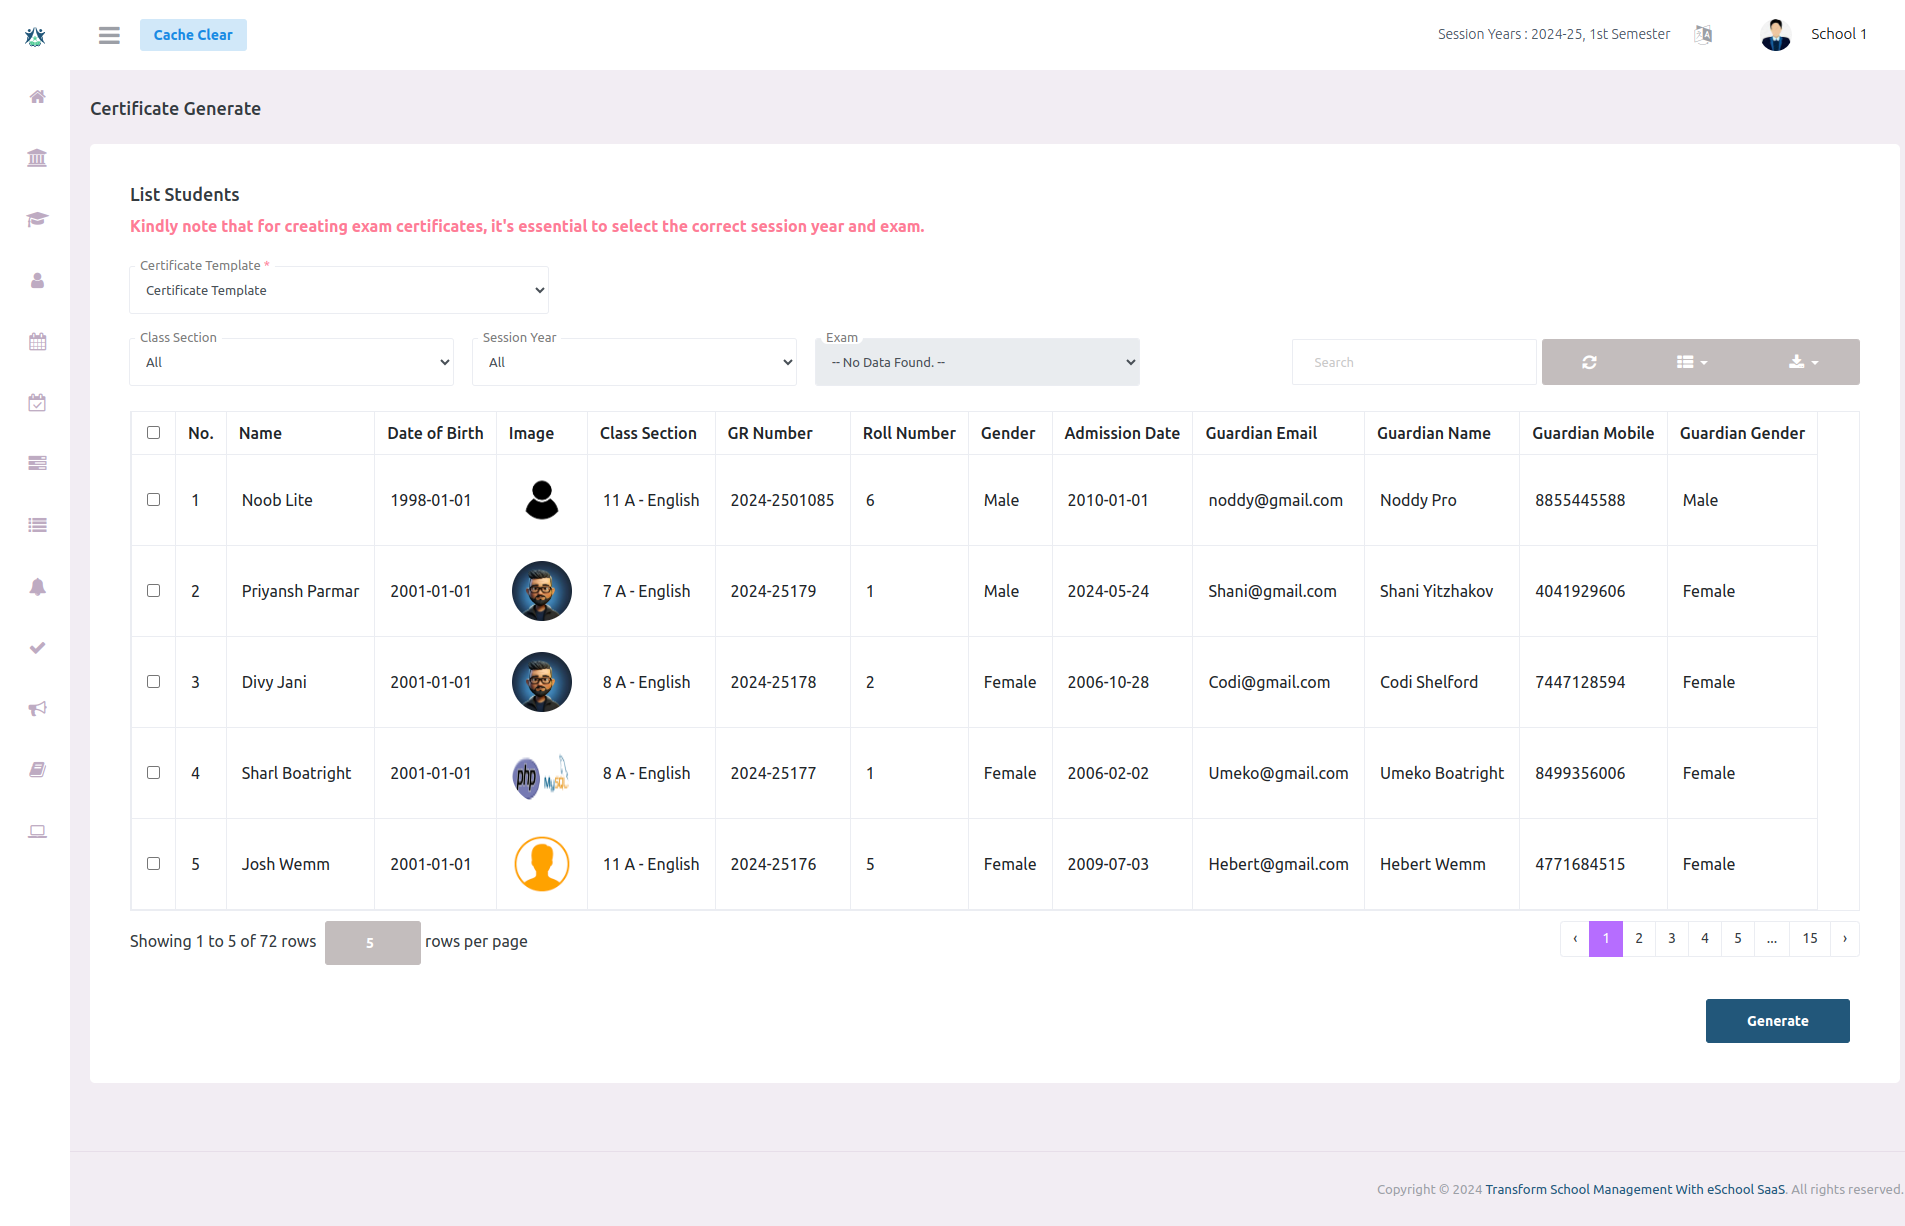 Cache Clear
Session Years : 2024-25, 1st Semester
School 1
Certificate Generate
List Students
Kindly note that for creating exam certificates, it's essential to select the correct session year and exam.
Certificate Template *
Certificate Template
Class Section
All
Session Year
All
Exam
-- No Data Found. --
Search
No. Name Date of Birth Image Class Section GR Number Roll Number Gender Admission Date Guardian Email Guardian Name Guardian Mobile Guardian Gender
1 Noob Lite 1998-01-01 11 A - English 2024-2501085 6 Male 2010-01-01 noddy@gmail.com Noddy Pro 8855445588 Male
2 Priyansh Parmar 2001-01-01 7 A - English 2024-25179 1 Male 2024-05-24 Shani@gmail.com Shani Yitzhakov 4041929606 Female
3 Divy Jani 2001-01-01 8 A - English 2024-25178 2 Female 2006-10-28 Codi@gmail.com Codi Shelford 7447128594 Female
4 Sharl Boatright 2001-01-01 php MySQL 8 A - English 2024-25177 1 Female 2006-02-02 Umeko@gmail.com Umeko Boatright 8499356006 Female
5 Josh Wemm 2001-01-01 11 A - English 2024-25176 5 Female 2009-07-03 Hebert@gmail.com Hebert Wemm 4771684515 Female
Showing 1 to 5 of 72 rows 5 rows per page
‹ 1 2 3 4 5 ... 15 ›
Generate
Copyright © 2024 Transform School Management With eSchool SaaS. All rights reserved.